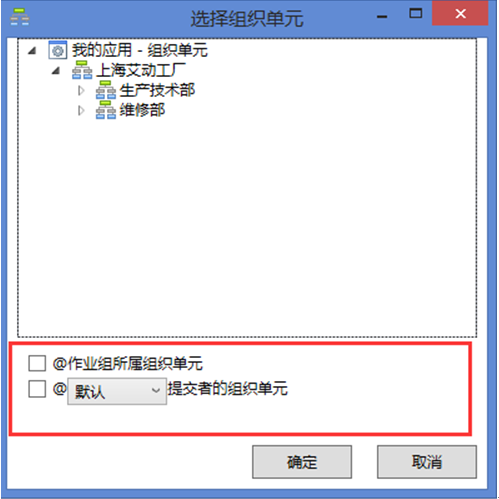 选择组织单元
我的应用 - 组织单元
上海艾动工厂
生产技术部
维修部
@作业组所属组织单元
@ 默认 提交者的组织单元
确定 取消